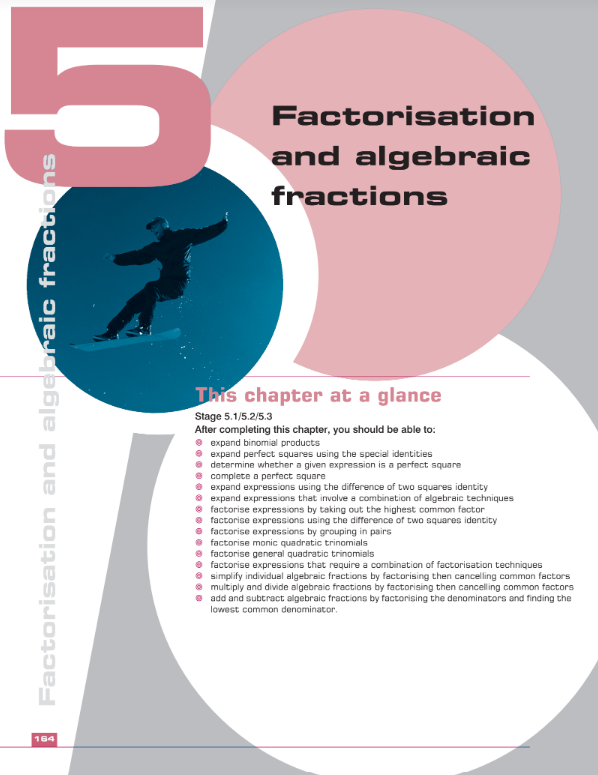 5
Factorisation
and algebraic
fractions
Factorisation and algebraic fractions
This chapter at a glance
Stage 5.1/5.2/5.3
After completing this chapter, you should be able to:
expand binomial products
expand perfect squares using the special identities
determine whether a given expression is a perfect square
complete a perfect square
expand expressions using the difference of two squares identity
expand expressions that involve a combination of algebraic techniques
factorise expressions by taking out the highest common factor
factorise expressions using the difference of two squares identity
factorise expressions by grouping in pairs
factorise monic quadratic trinomials
factorise general quadratic trinomials
factorise expressions that require a combination of factorisation techniques
simplify individual algebraic fractions by factorising then cancelling common factors
multiply and divide algebraic fractions by factorising then cancelling common factors
add and subtract algebraic fractions by factorising the denominators and finding the
lowest common denominator.
164